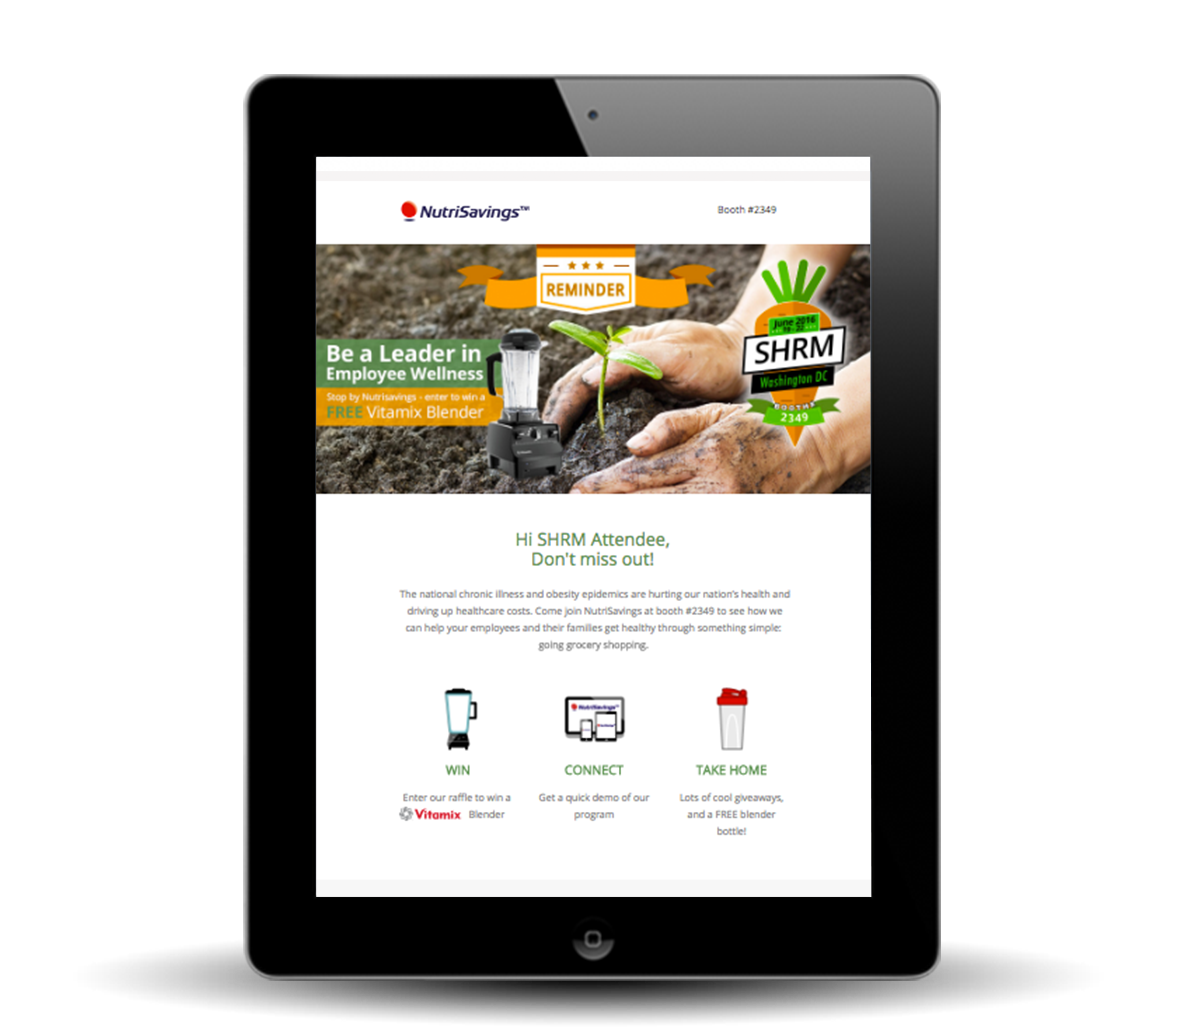 NutriSavings™
Booth #2349
REMINDER
Be a Leader in
Employee Wellness
Stop by Nutrisavings - enter to win a
FREE Vitamix Blender
June 2016
SHRM
Washington DC
BOOTH#
2349
Hi SHRM Attendee,
Don't miss out!
The national chronic illness and obesity epidemics are hurting our nation's health and
driving up healthcare costs. Come join NutriSavings at booth #2349 to see how we
can help your employees and their families get healthy through something simple:
going grocery shopping.
NutriSavings™
WIN
CONNECT
TAKE HOME
Enter our raffle to win a
Vitamix Blender
Get a quick demo of our
program
Lots of cool giveaways,
and a FREE blender
bottle!